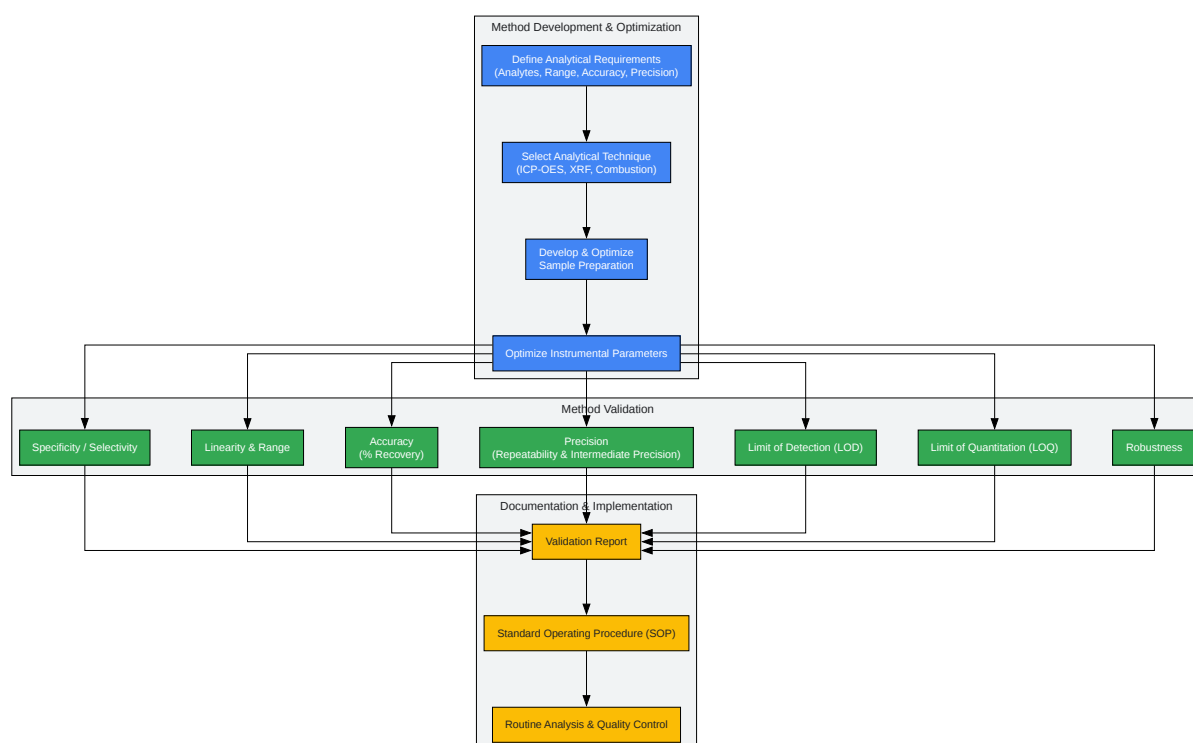 Method Development & Optimization
Define Analytical Requirements
(Analytes, Range, Accuracy, Precision)
Select Analytical Technique
(ICP-OES, XRF, Combustion)
Develop & Optimize
Sample Preparation
Optimize Instrumental Parameters
Method Validation
Specificity / Selectivity
Linearity & Range
Accuracy
(% Recovery)
Precision
(Repeatability & Intermediate Precision)
Limit of Detection (LOD)
Limit of Quantitation (LOQ)
Robustness
Documentation & Implementation
Validation Report
Standard Operating Procedure (SOP)
Routine Analysis & Quality Control